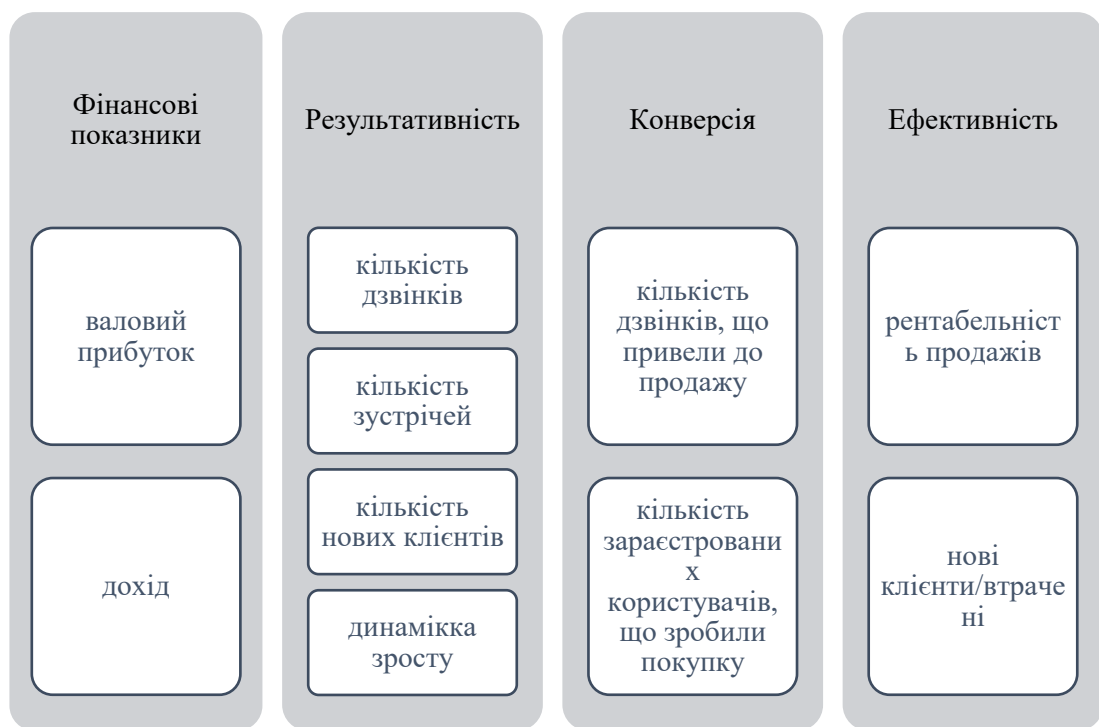 Фінансові
показники
валовий
прибуток
дохід
Результативність
кількість
дзвінків
кількість
зустрічей
кількість
нових клієнтів
динамікка
зросту
Конверсія
кількість
дзвінків, що
привели до
продажу
кількість
зараєстровани
х
користувачів,
що зробили
покупку
Ефективність
рентабельніст
ь продажів
нові
клієнти/втраче
ні